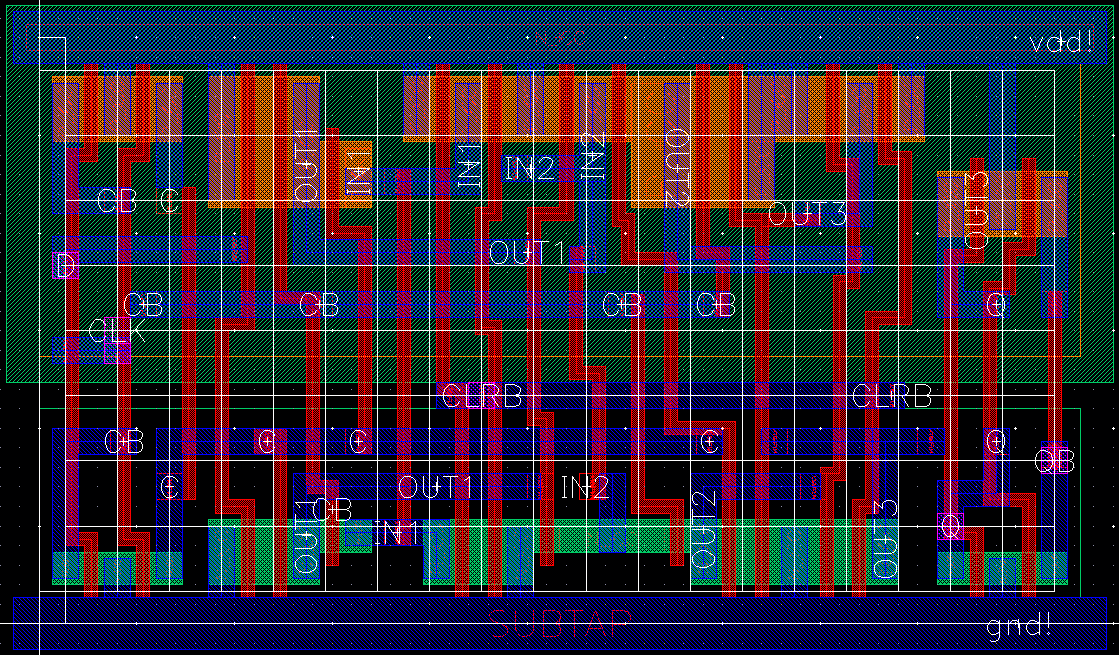 vdd!
OUT1
IN1
IN1
IN2
IN2
OUT2
CB
C
OUT3
OUT3
OUT1
D
CB
CB
CB
CB
C
CLK
CLRB
CLRB
CB
C
C
C
C
QB
C
OUT1
IN2
CB
OUT1
IN1
OUT2
OUT3
Q
SUBTAP
gnd!